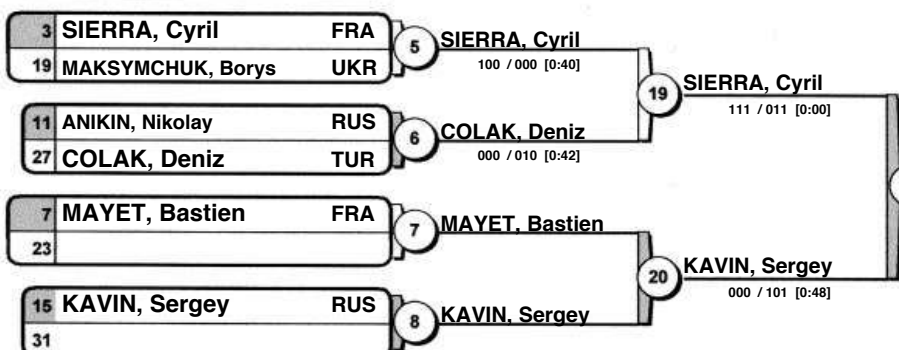 3 SIERRA, Cyril FRA
19 MAKSYMCHUK, Borys UKR
5
SIERRA, Cyril
100 / 000 [0:40]
11 ANIKIN, Nikolay RUS
27 COLAK, Deniz TUR
6
COLAK, Deniz
000 / 010 [0:42]
19
SIERRA, Cyril
111 / 011 [0:00]
7 MAYET, Bastien FRA
23
7
MAYET, Bastien
15 KAVIN, Sergey RUS
31
8
KAVIN, Sergey
20
KAVIN, Sergey
000 / 101 [0:48]